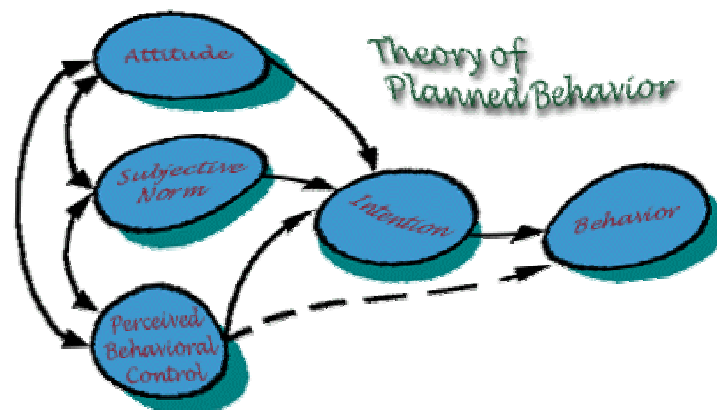 Attitude
Theory of
Planned Behavior
Subjective
Norm
Intention
Behavior
Perceived
Behavioral
Control